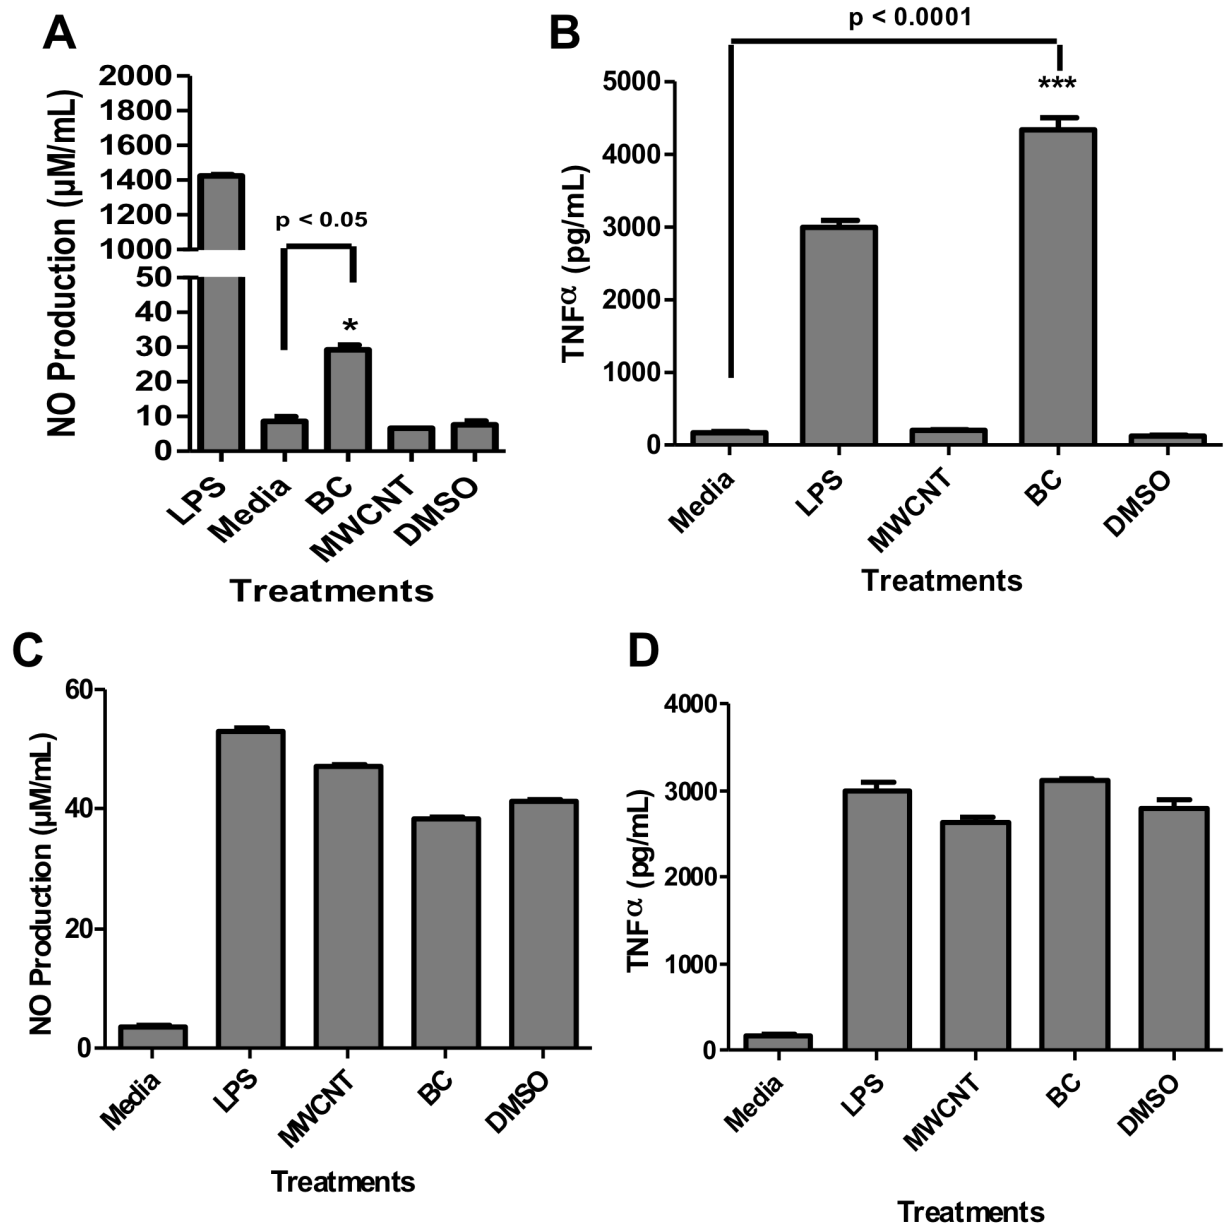 A
NO Production (µM/mL)
2000
1800
1600
1400
1200
1000
50
40
30
20
10
0
p < 0.05
*
LPS
Media
BC
MWCNT
DMSO
Treatments
B
p < 0.0001
***
TNFα (pg/mL)
5000
4000
3000
2000
1000
0
Media
LPS
MWCNT
BC
DMSO
Treatments
C
NO Production (µM/mL)
60
40
20
0
Media
LPS
MWCNT
BC
DMSO
Treatments
D
TNFα (pg/mL)
4000
3000
2000
1000
0
Media
LPS
MWCNT
BC
DMSO
Treatments